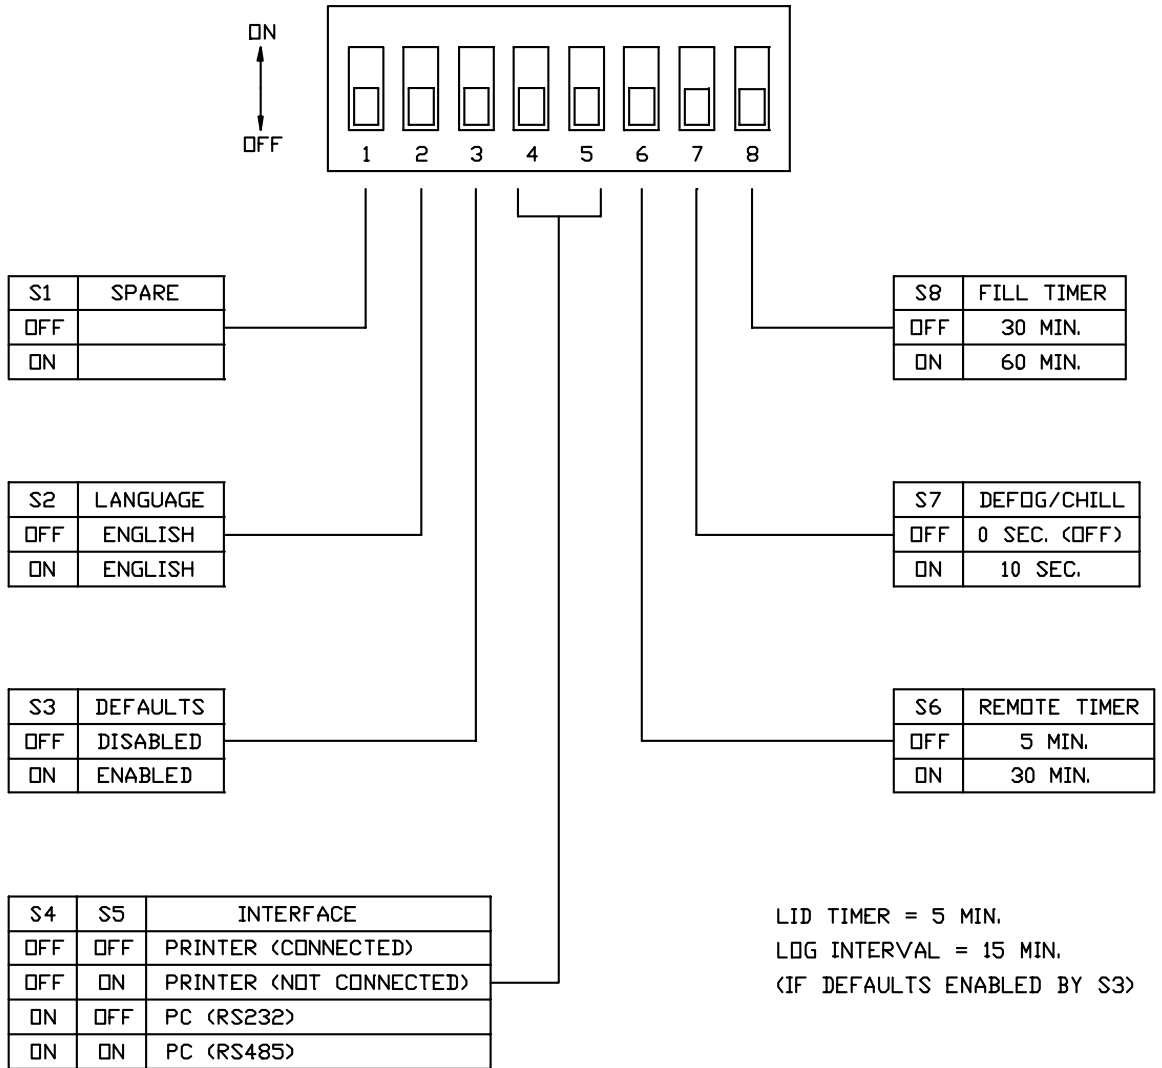 ON
OFF
1 2 3 4 5 6 7 8
S1 SPARE
OFF
ON
S8 FILL TIMER
OFF 30 MIN.
ON 60 MIN.
S2 LANGUAGE
OFF ENGLISH
ON ENGLISH
S7 DEFOG/CHILL
OFF 0 SEC. (OFF)
ON 10 SEC.
S3 DEFAULTS
OFF DISABLED
ON ENABLED
S6 REMOTE TIMER
OFF 5 MIN.
ON 30 MIN.
S4 S5 INTERFACE
OFF OFF PRINTER (CONNECTED)
OFF ON PRINTER (NOT CONNECTED)
ON OFF PC (RS232)
ON ON PC (RS485)
LID TIMER = 5 MIN.
LOG INTERVAL = 15 MIN.
(IF DEFAULTS ENABLED BY S3)